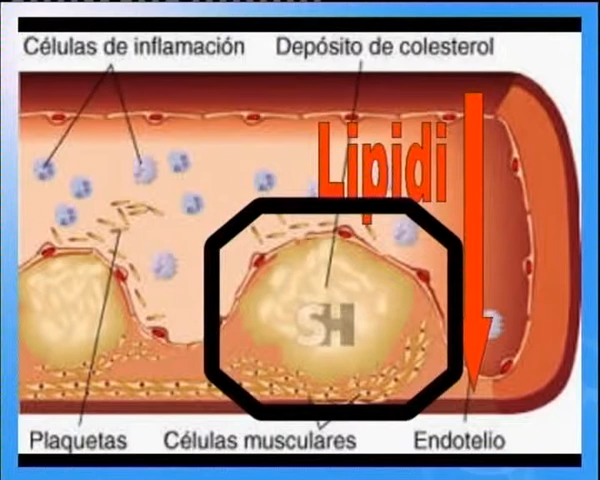 Células de inflamación
Depósito de colesterol
Lipidi
SH
Plaquetas
Células musculares
Endotelio